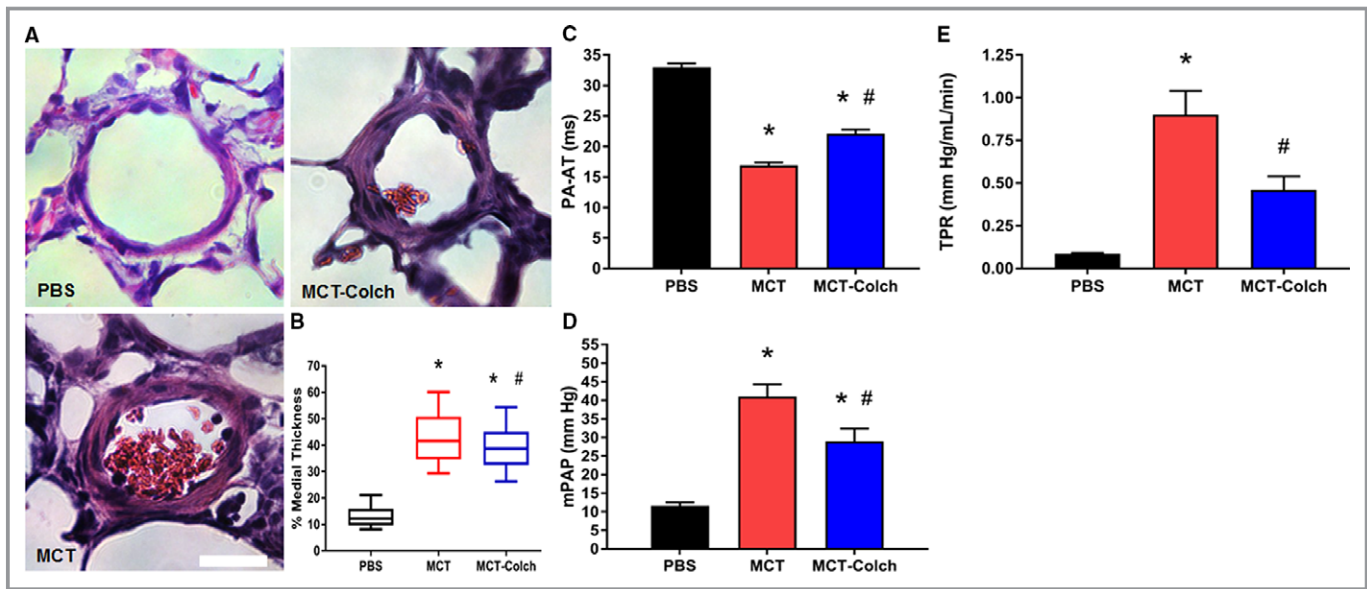 A
PBS
MCT-Colch
MCT
B
% Medial Thickness
70
60
50
40
30
20
10
0
*
* #
PBS MCT MCT-Colch
C
PA-AT (ms)
35
30
25
20
15
10
5
0
*
* #
PBS MCT MCT-Colch
D
mPAP (mm Hg)
55
50
45
40
35
30
25
20
15
10
5
0
*
* #
PBS MCT MCT-Colch
E
TPR (mm Hg/mL/min)
1.25
1.00
0.75
0.50
0.25
0.00
*
#
PBS MCT MCT-Colch